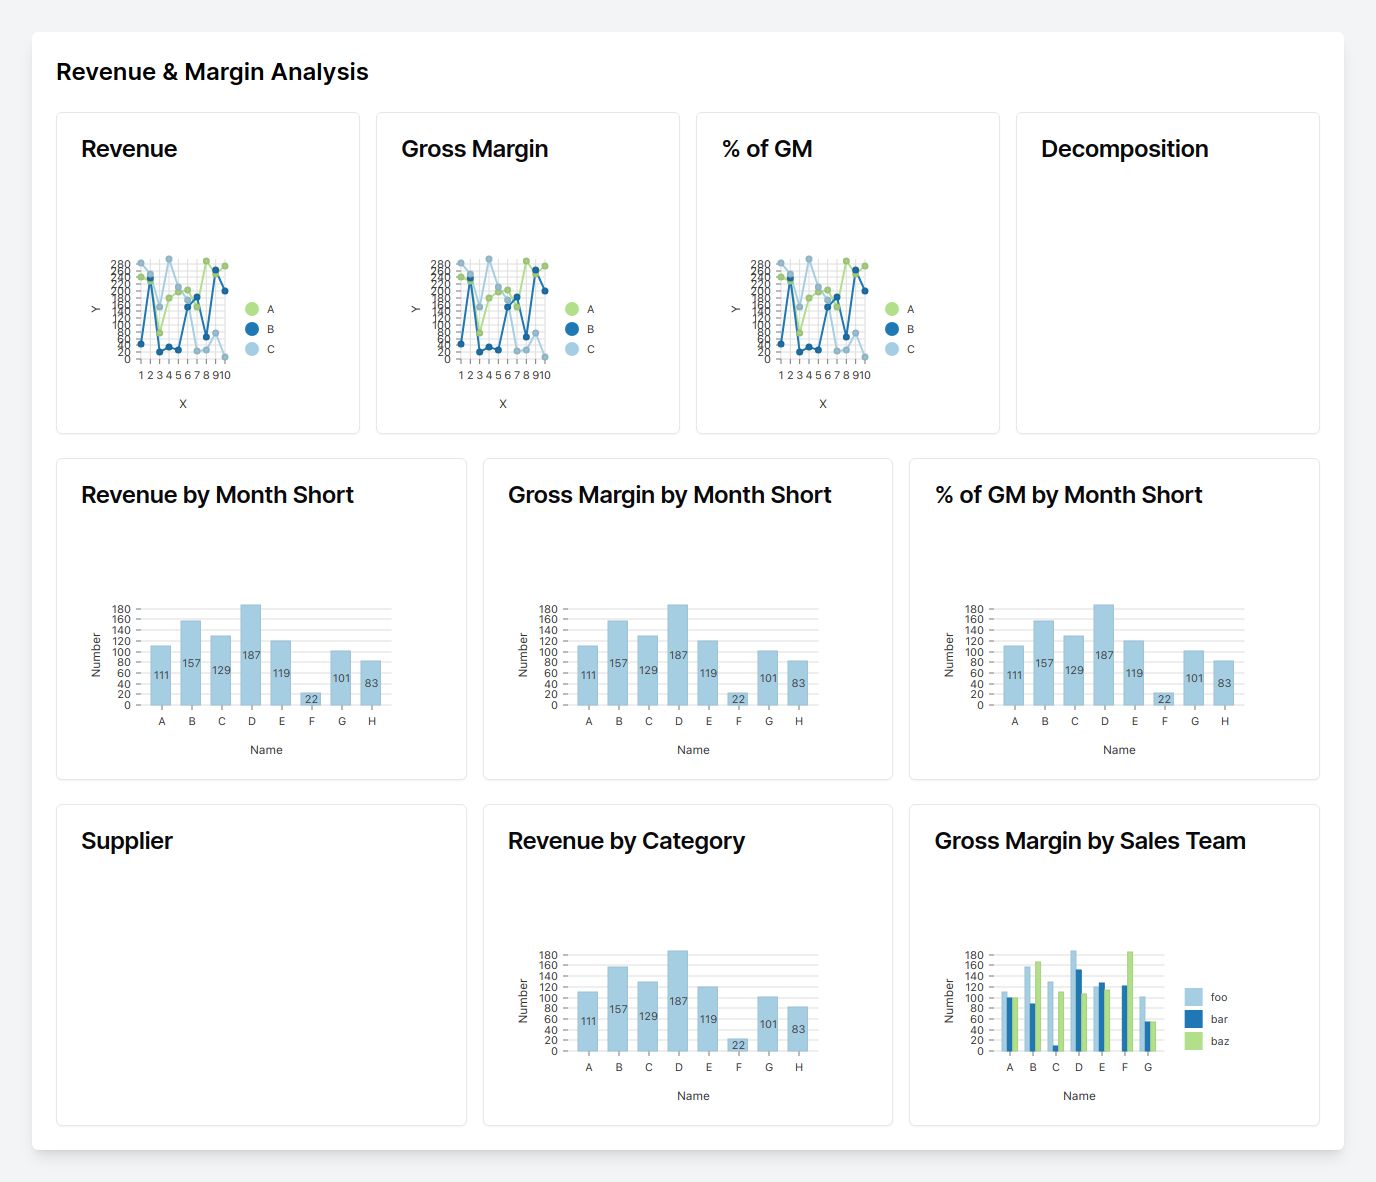 Revenue & Margin Analysis
Revenue
280
260
240
220
200
180
160
140
120
100
80
60
40
20
0
Y
1 2 3 4 5 6 7 8 9 10
X
A
B
C
Gross Margin
280
260
240
220
200
180
160
140
120
100
80
60
40
20
0
Y
1 2 3 4 5 6 7 8 9 10
X
A
B
C
% of GM
280
260
240
220
200
180
160
140
120
100
80
60
40
20
0
Y
1 2 3 4 5 6 7 8 9 10
X
A
B
C
Decomposition
Revenue by Month Short
180
160
140
120
100
80
60
40
20
0
Number
111 157 129 187 119 22 101 83
A B C D E F G H
Name
Gross Margin by Month Short
180
160
140
120
100
80
60
40
20
0
Number
111 157 129 187 119 22 101 83
A B C D E F G H
Name
% of GM by Month Short
180
160
140
120
100
80
60
40
20
0
Number
111 157 129 187 119 22 101 83
A B C D E F G H
Name
Supplier
Revenue by Category
180
160
140
120
100
80
60
40
20
0
Number
111 157 129 187 119 22 101 83
A B C D E F G H
Name
Gross Margin by Sales Team
180
160
140
120
100
80
60
40
20
0
Number
A B C D E F G
Name
foo
bar
baz